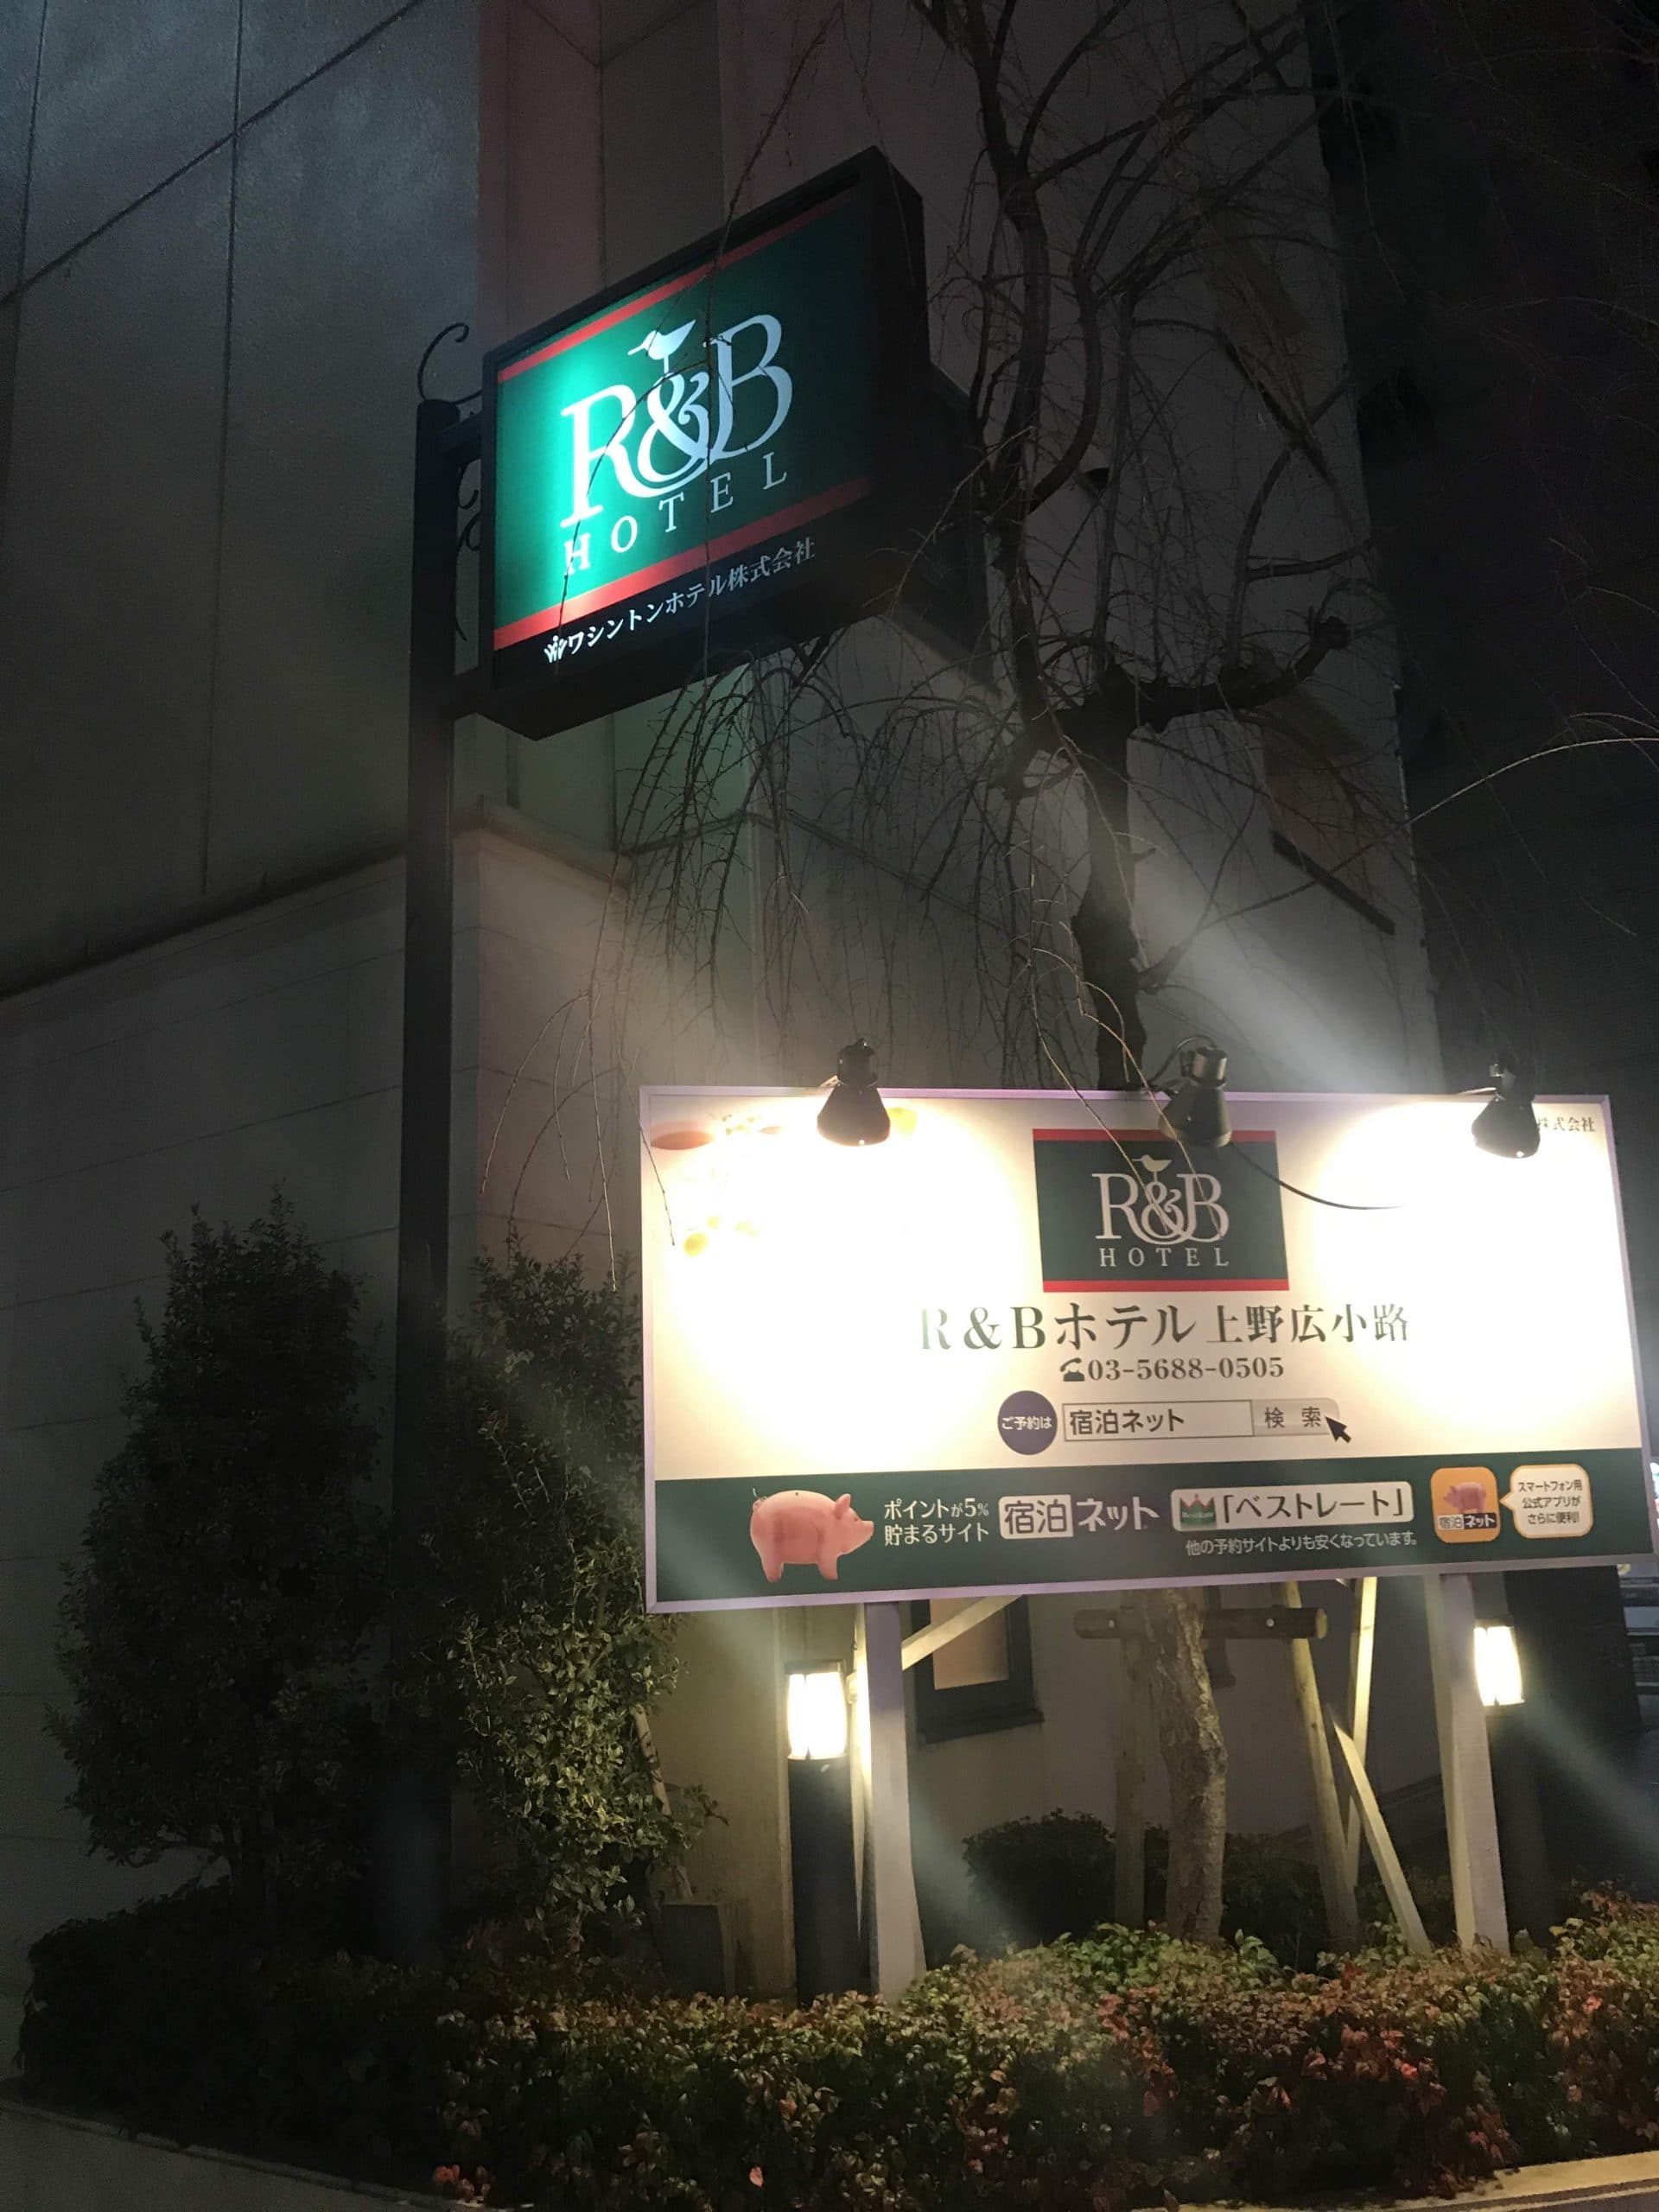 R&B
HOTEL
ワシントンホテル株式会社
株式会社
R&B
HOTEL
R&Bホテル 上野広小路
☎03-5688-0505
ご予約は 宿泊ネット 検 索
ポイントが5%
貯まるサイト
宿泊ネット
「ベストレート」
他の予約サイトよりも安くなっています。
宿泊ネット
スマートフォン用
公式アプリが
さらに便利!